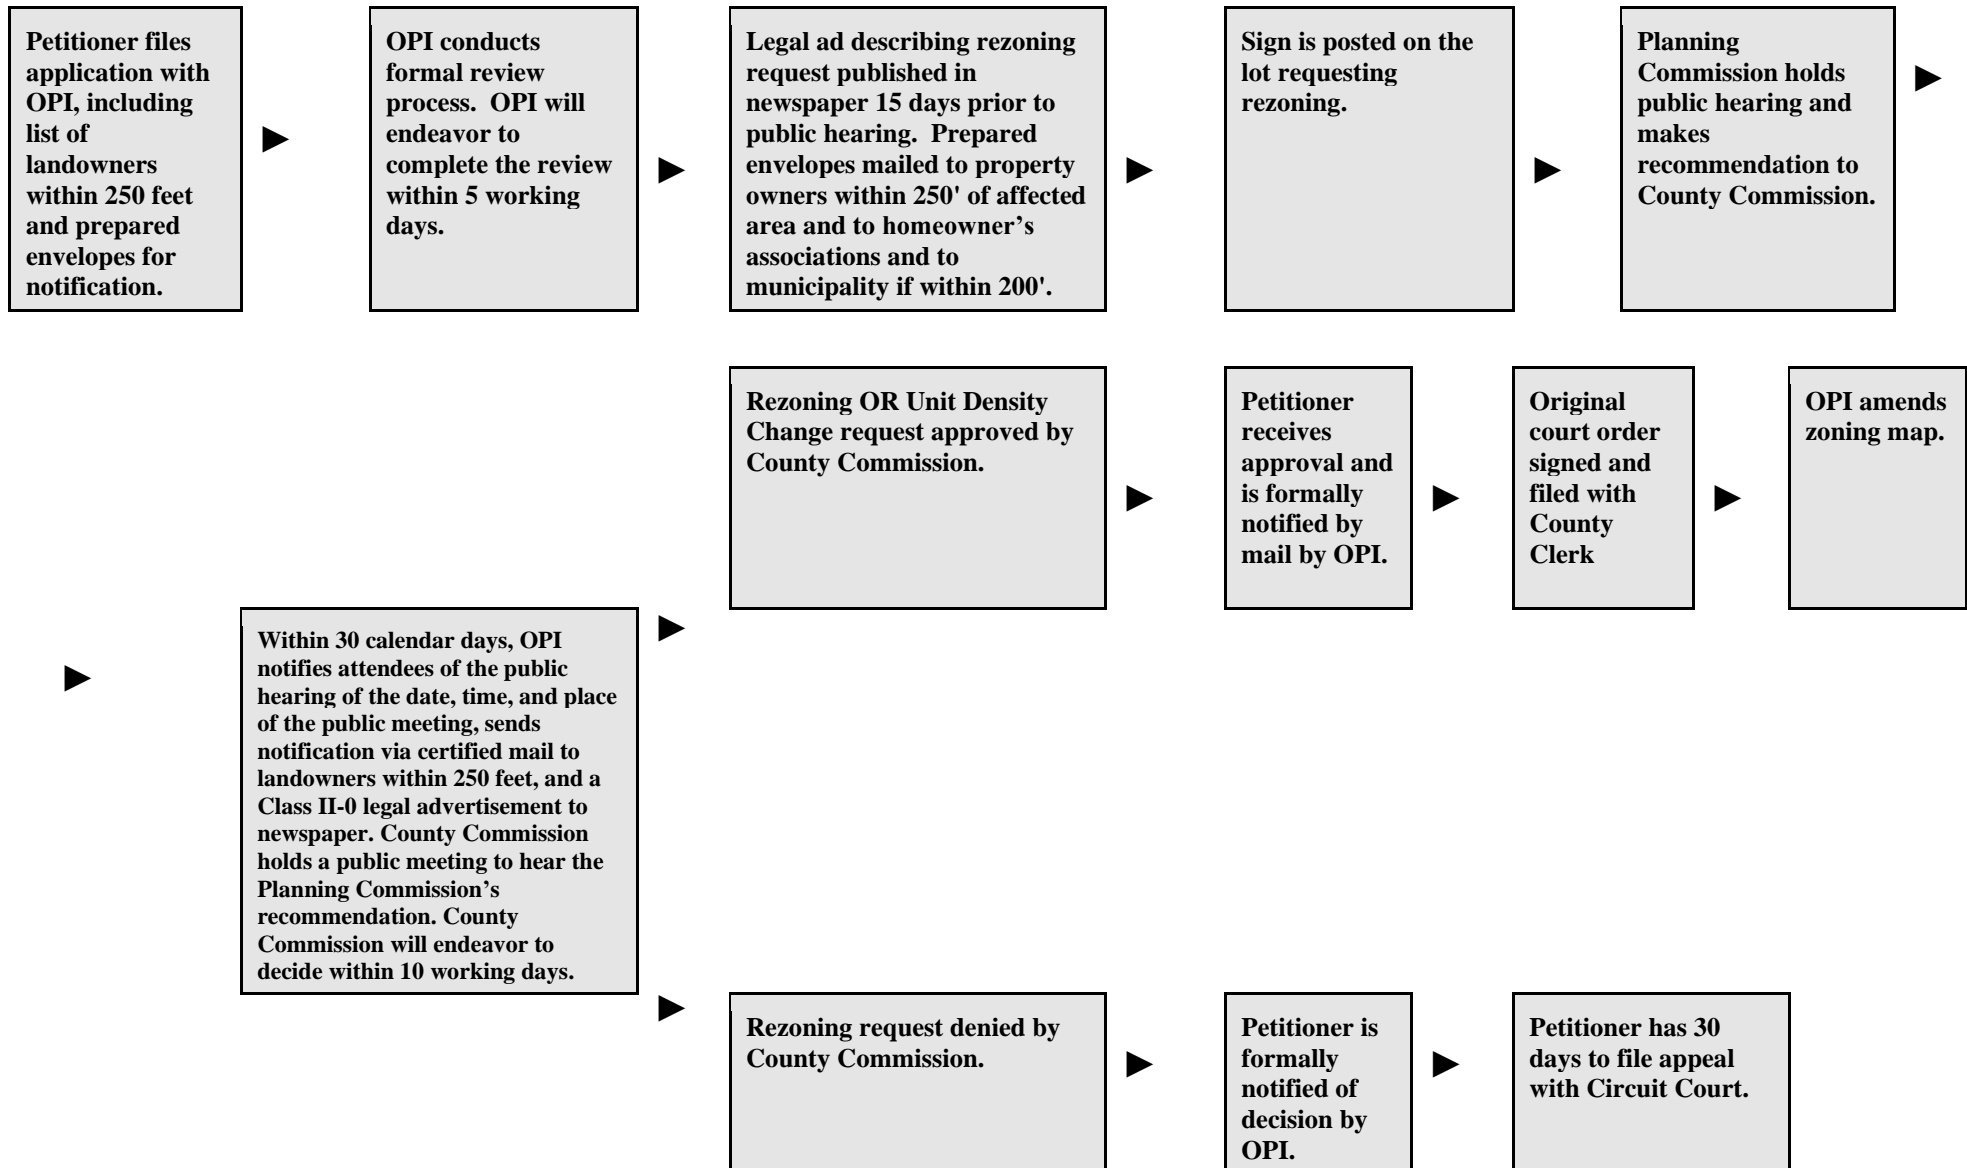 Petitioner files
application with
OPI, including
list of
landowners
within 250 feet
and prepared
envelopes for
notification.
OPI conducts
formal review
process.  OPI will
endeavor to
complete the review
within 5 working
days.
Legal ad describing rezoning
request published in
newspaper 15 days prior to
public hearing.  Prepared
envelopes mailed to property
owners within 250' of affected
area and to homeowner’s
associations and to
municipality if within 200'.
Sign is posted on the
lot requesting
rezoning.
Planning
Commission holds
public hearing and
makes
recommendation to
County Commission.
Rezoning OR Unit Density
Change request approved by
County Commission.
Petitioner
receives
approval and
is formally
notified by
mail by OPI.
Original
court order
signed and
filed with
County
Clerk
OPI amends
zoning map.
Within 30 calendar days, OPI
notifies attendees of the public
hearing of the date, time, and place
of the public meeting, sends
notification via certified mail to
landowners within 250 feet, and a
Class II-0 legal advertisement to
newspaper. County Commission
holds a public meeting to hear the
Planning Commission’s
recommendation. County
Commission will endeavor to
decide within 10 working days.
Rezoning request denied by
County Commission.
Petitioner is
formally
notified of
decision by
OPI.
Petitioner has 30
days to file appeal
with Circuit Court.